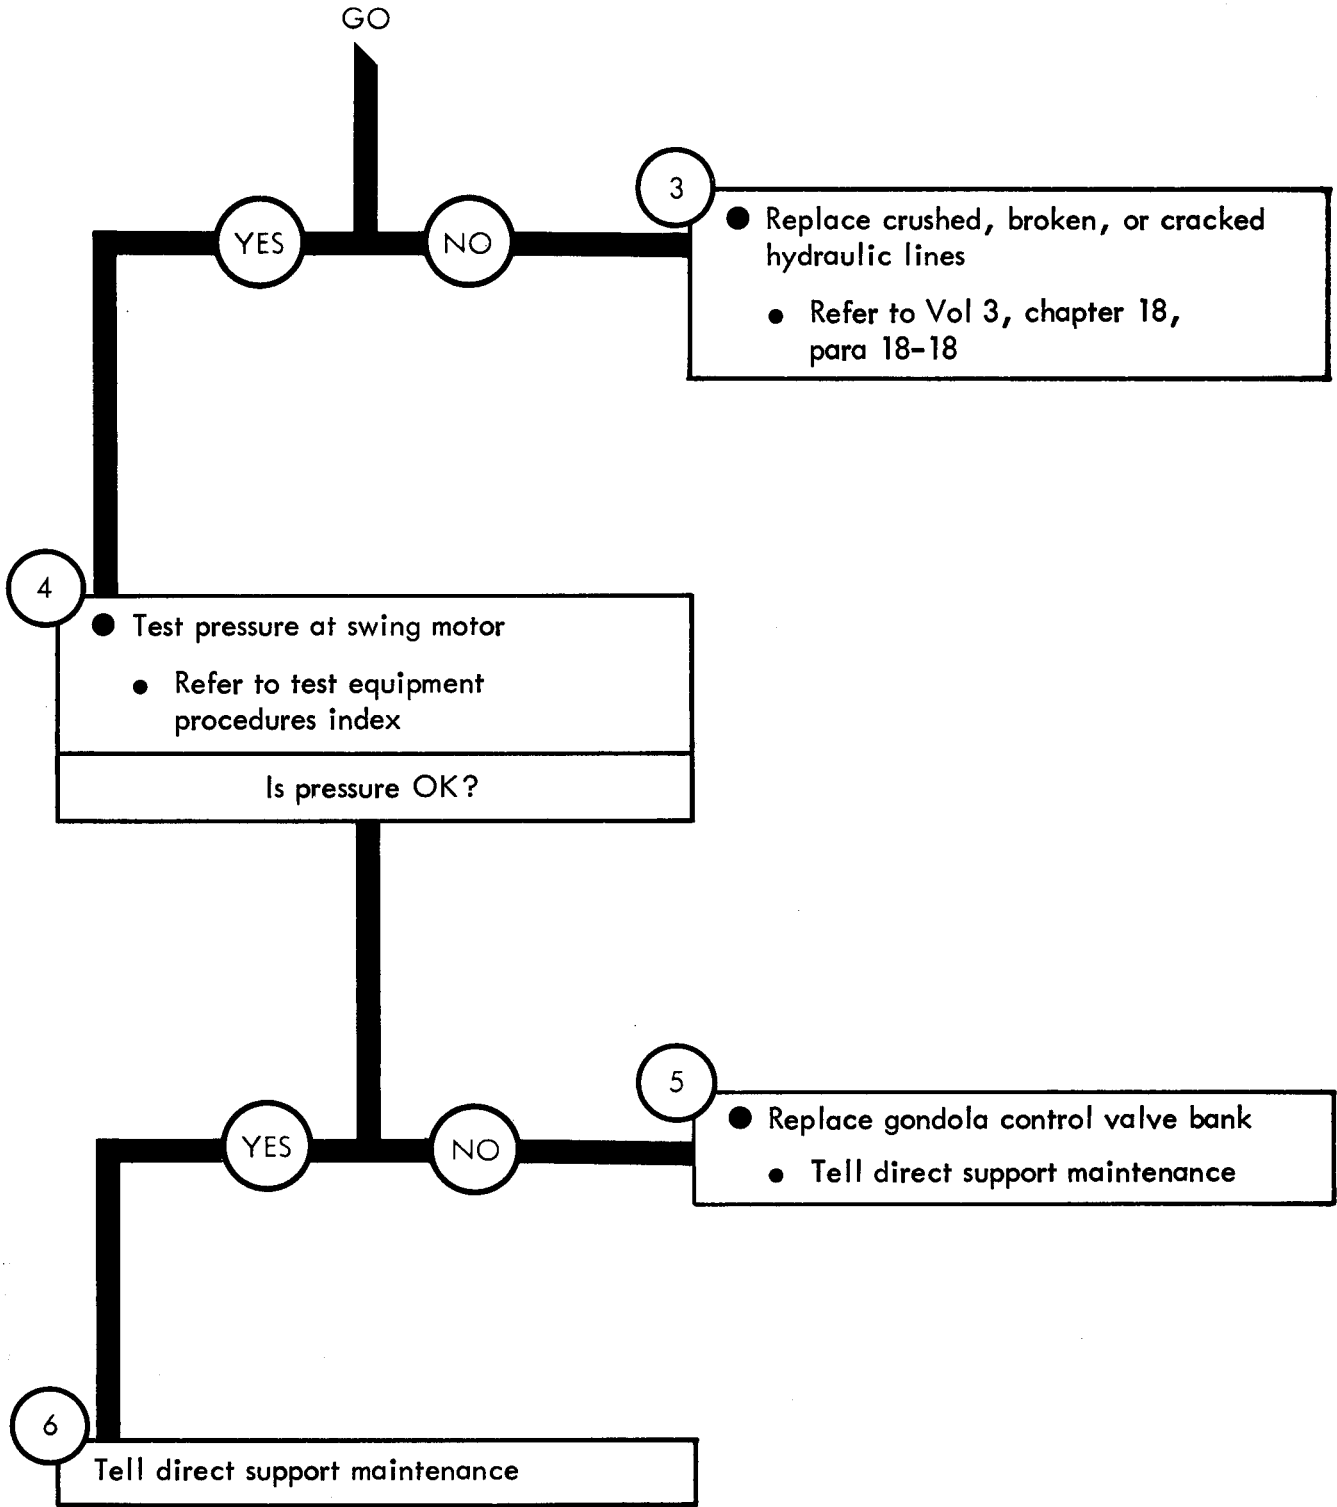 GO
YES
NO
3
● Replace crushed, broken, or cracked
hydraulic lines
● Refer to Vol 3, chapter 18,
para 18-18
4
● Test pressure at swing motor
● Refer to test equipment
procedures index
Is pressure OK?
YES
NO
5
● Replace gondola control valve bank
● Tell direct support maintenance
6
Tell direct support maintenance